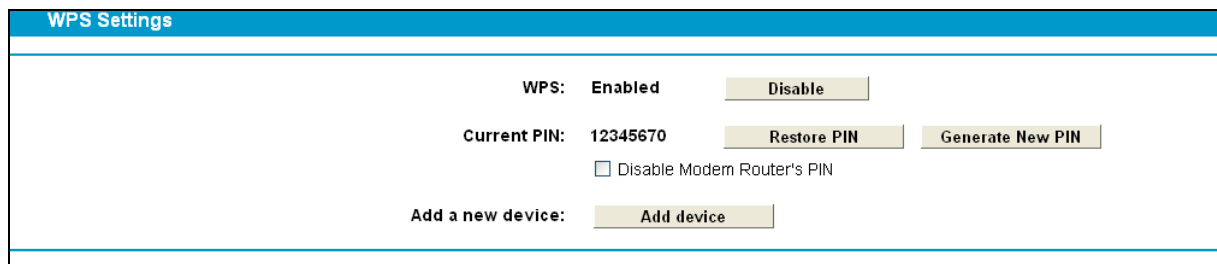 WPS Settings
WPS: Enabled Disable
Current PIN: 12345670 Restore PIN Generate New PIN
Disable Modem Router's PIN
Add a new device: Add device